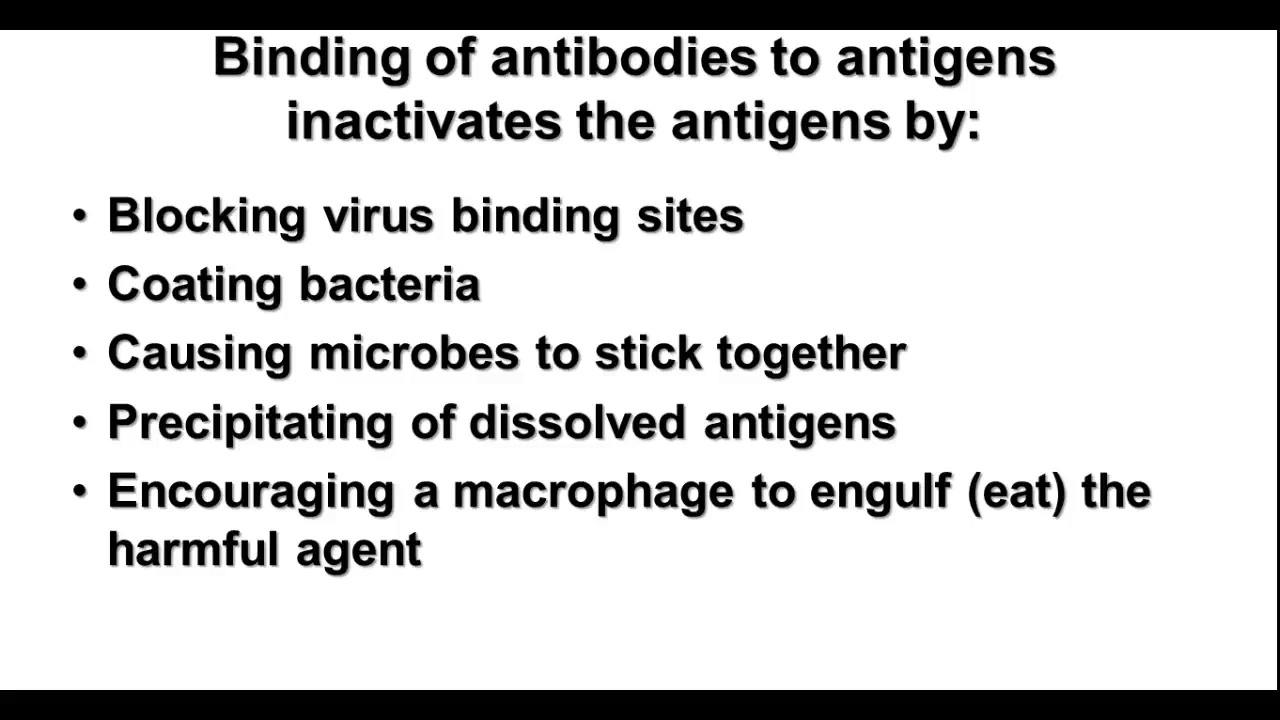 Binding of antibodies to antigens
inactivates the antigens by:
• Blocking virus binding sites
• Coating bacteria
• Causing microbes to stick together
• Precipitating of dissolved antigens
• Encouraging a macrophage to engulf (eat) the
harmful agent